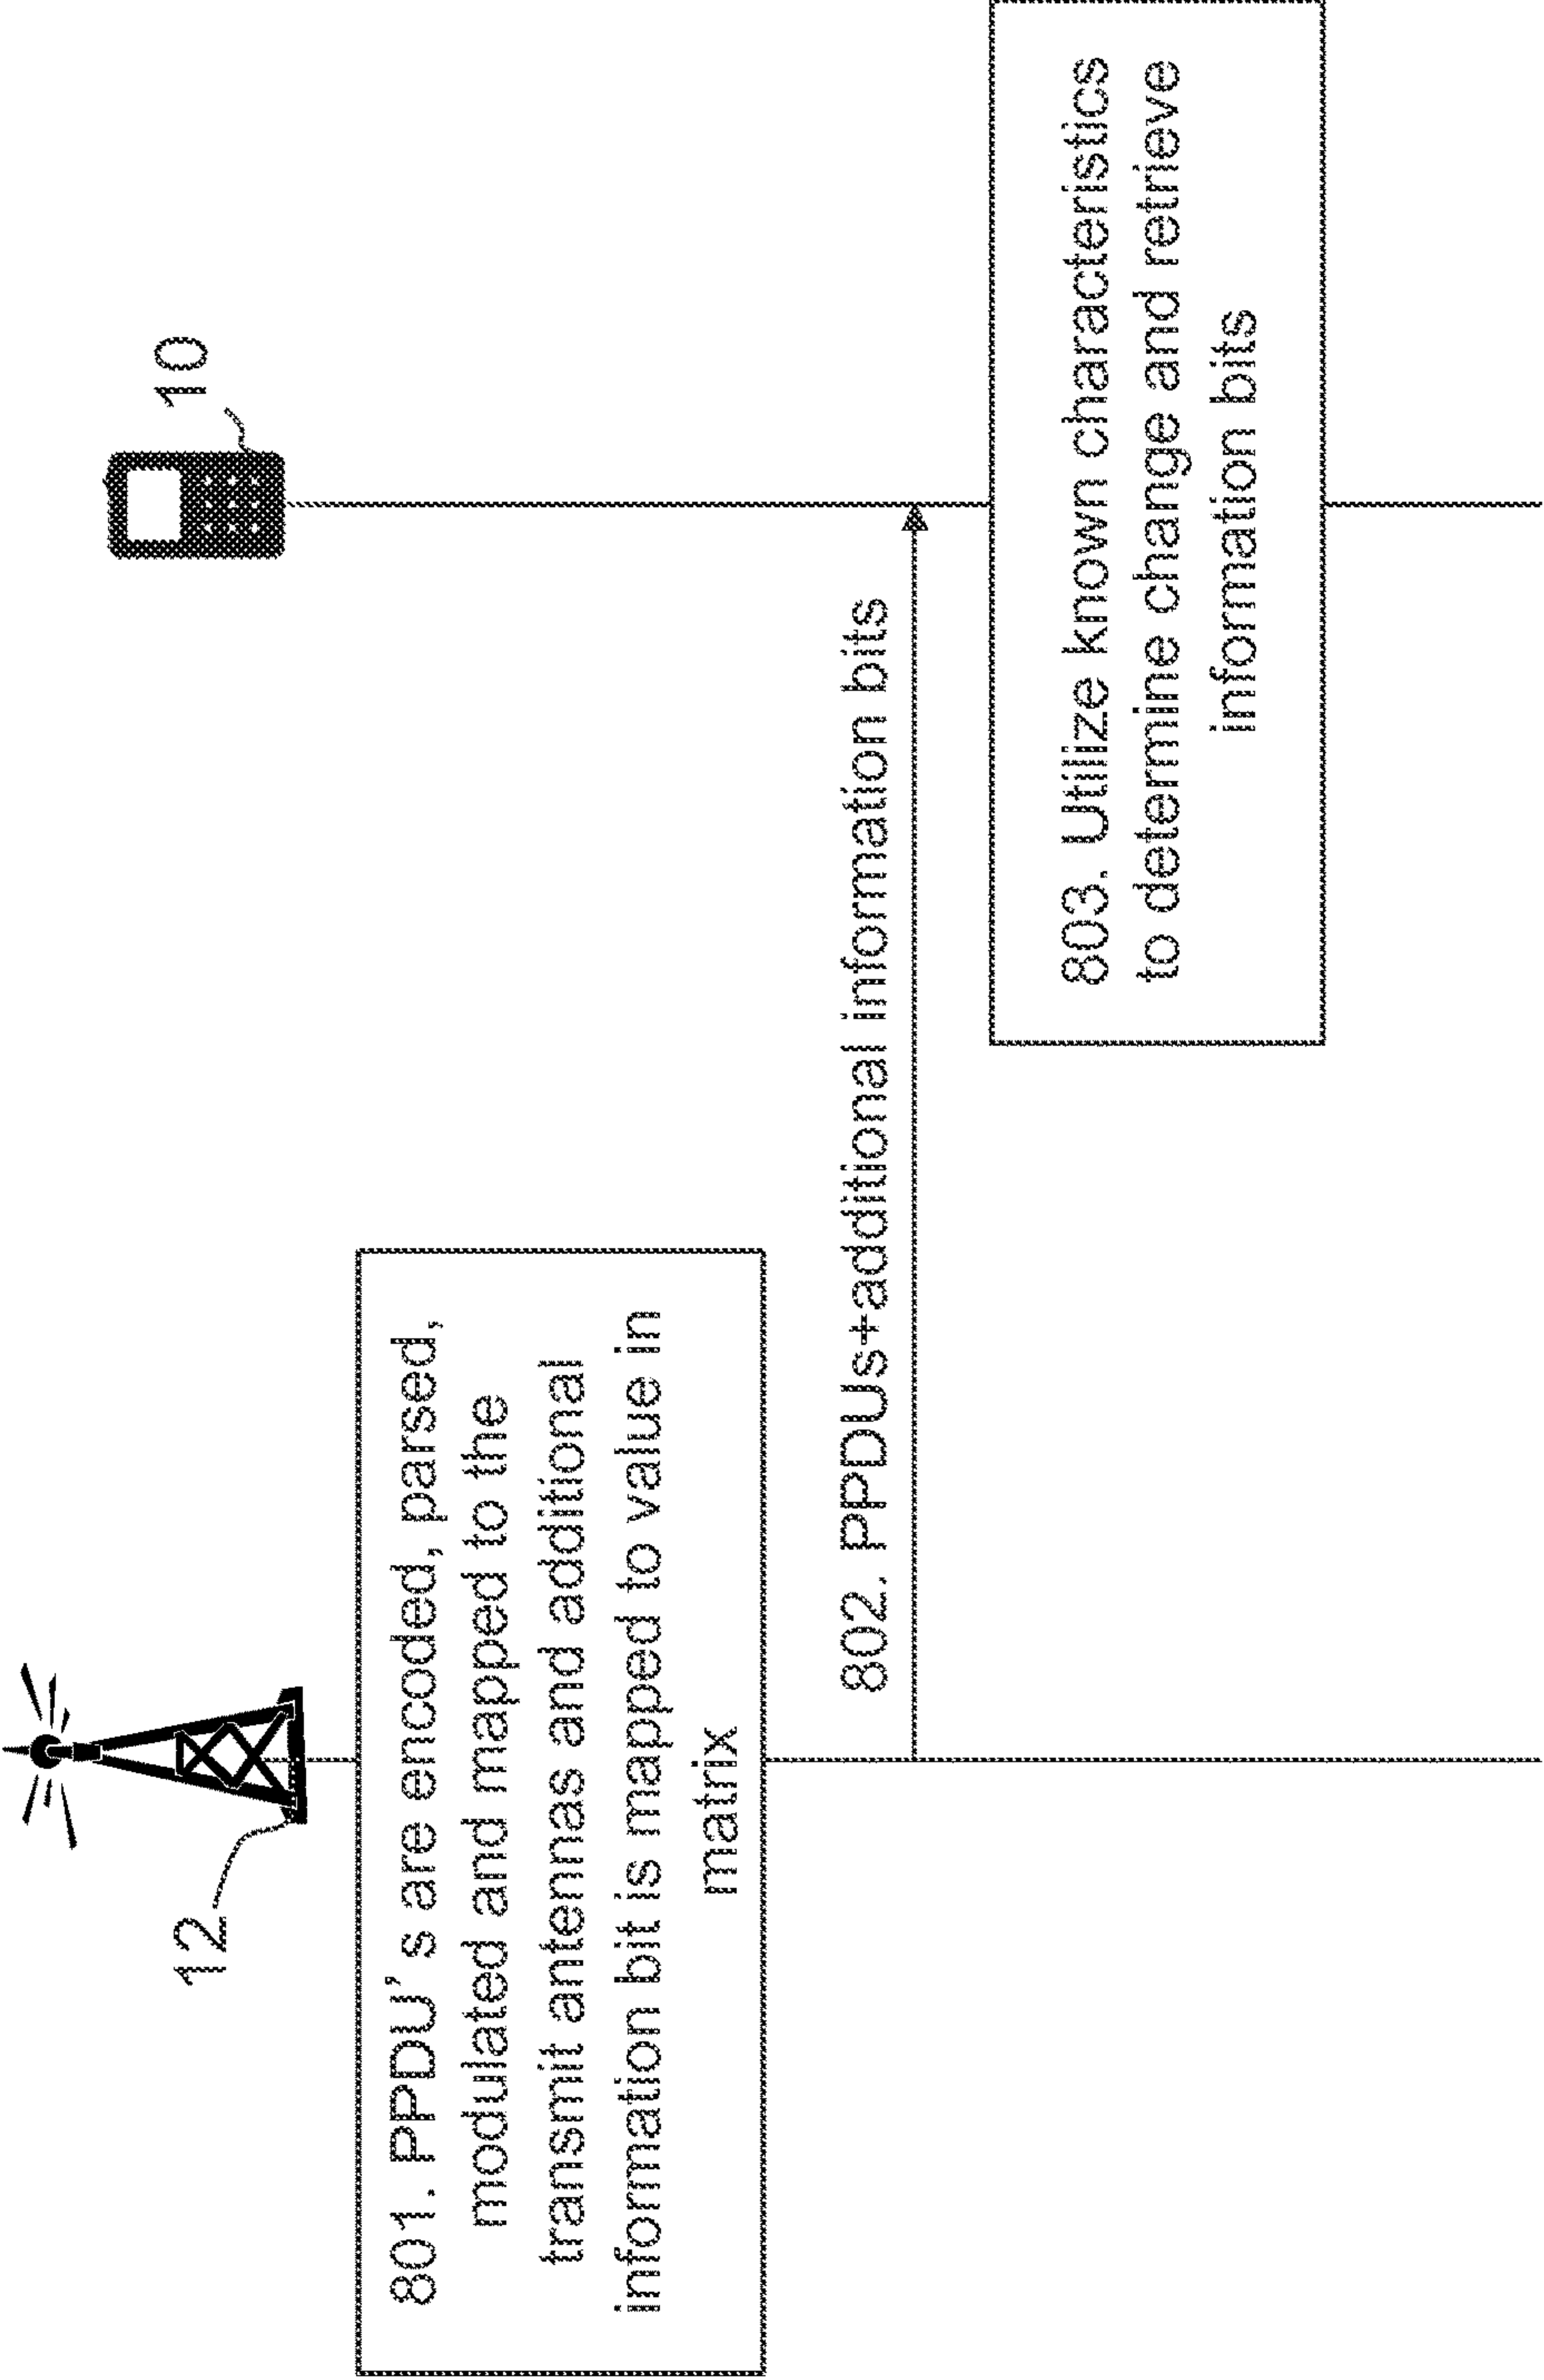 12
10
801. PPDU's are encoded, parsed,
modulated and mapped to the
transmit antennas and additional
information bit is mapped to value in
matrix
802. PPDUs+additional information bits
803. Utilize known characteristics
to determine change and retrieve
information bits